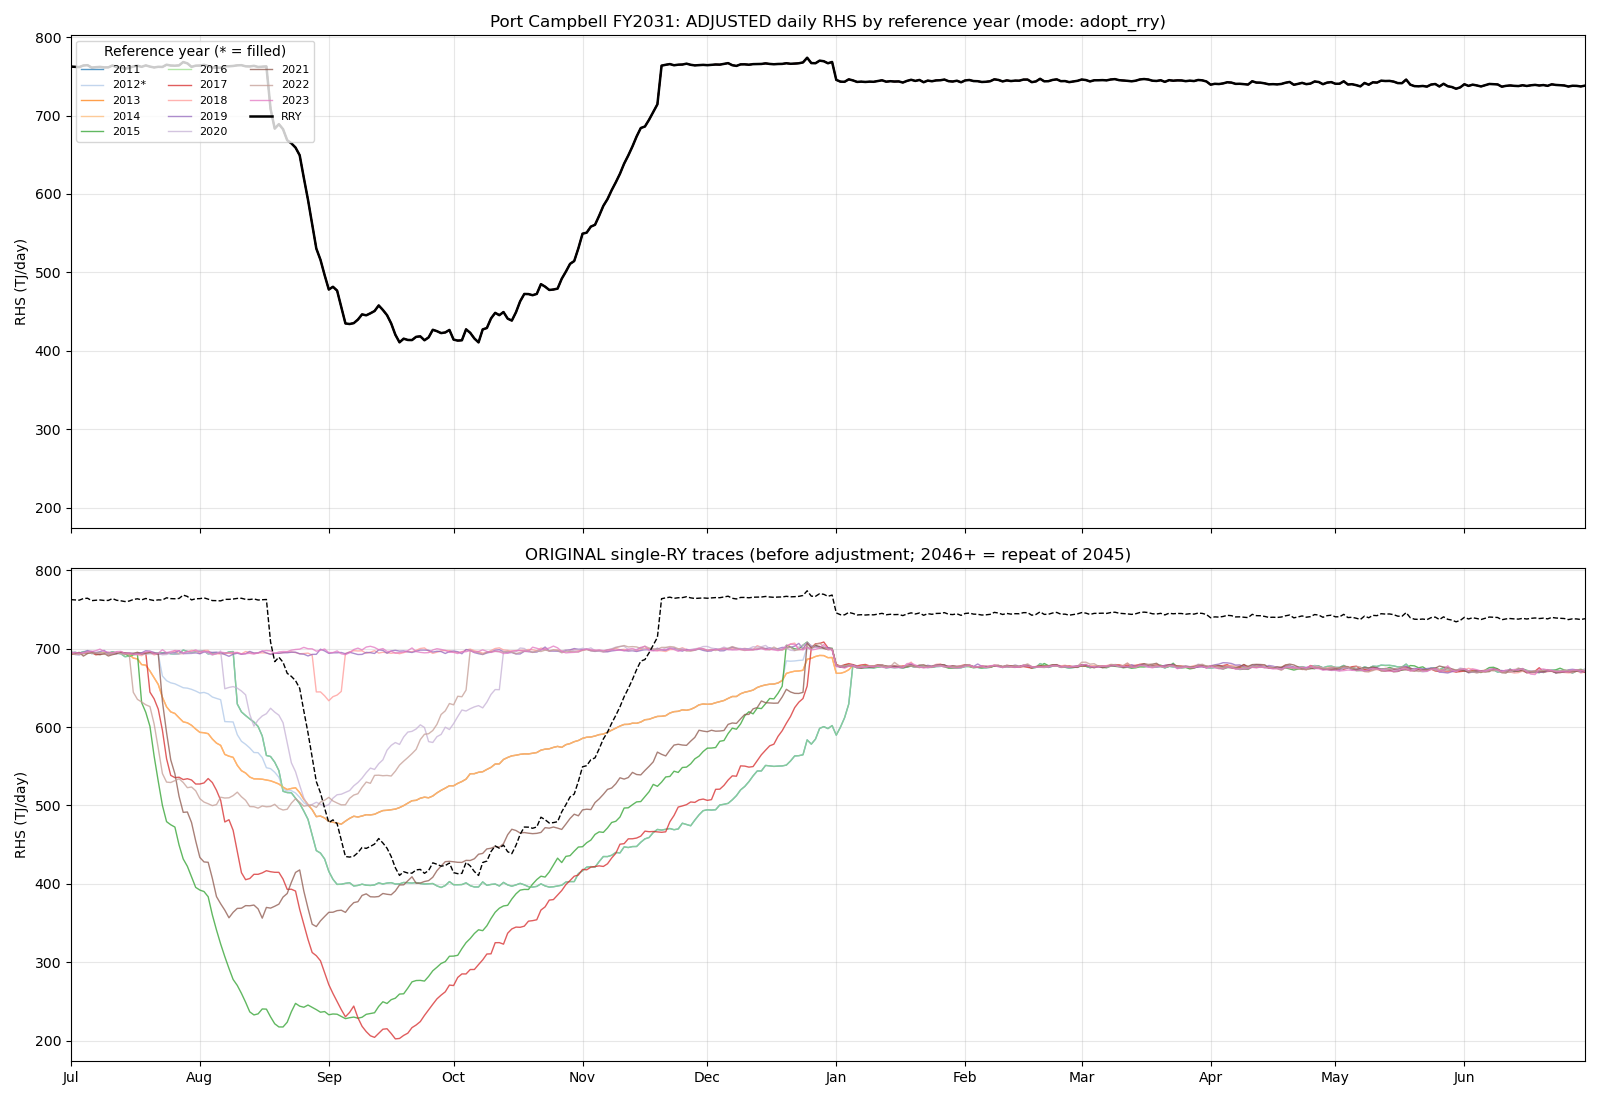 Port Campbell FY2031: ADJUSTED daily RHS by reference year (mode: adopt_rry)
800
700
600
500
400
300
200
RHS (TJ/day)
Reference year (* = filled)
2011 2016 2021
2012* 2017 2022
2013 2018 2023
2014 2019 RRY
2015 2020
ORIGINAL single-RY traces (before adjustment; 2046+ = repeat of 2045)
800
700
600
500
400
300
200
RHS (TJ/day)
Jul Aug Sep Oct Nov Dec Jan Feb Mar Apr May Jun